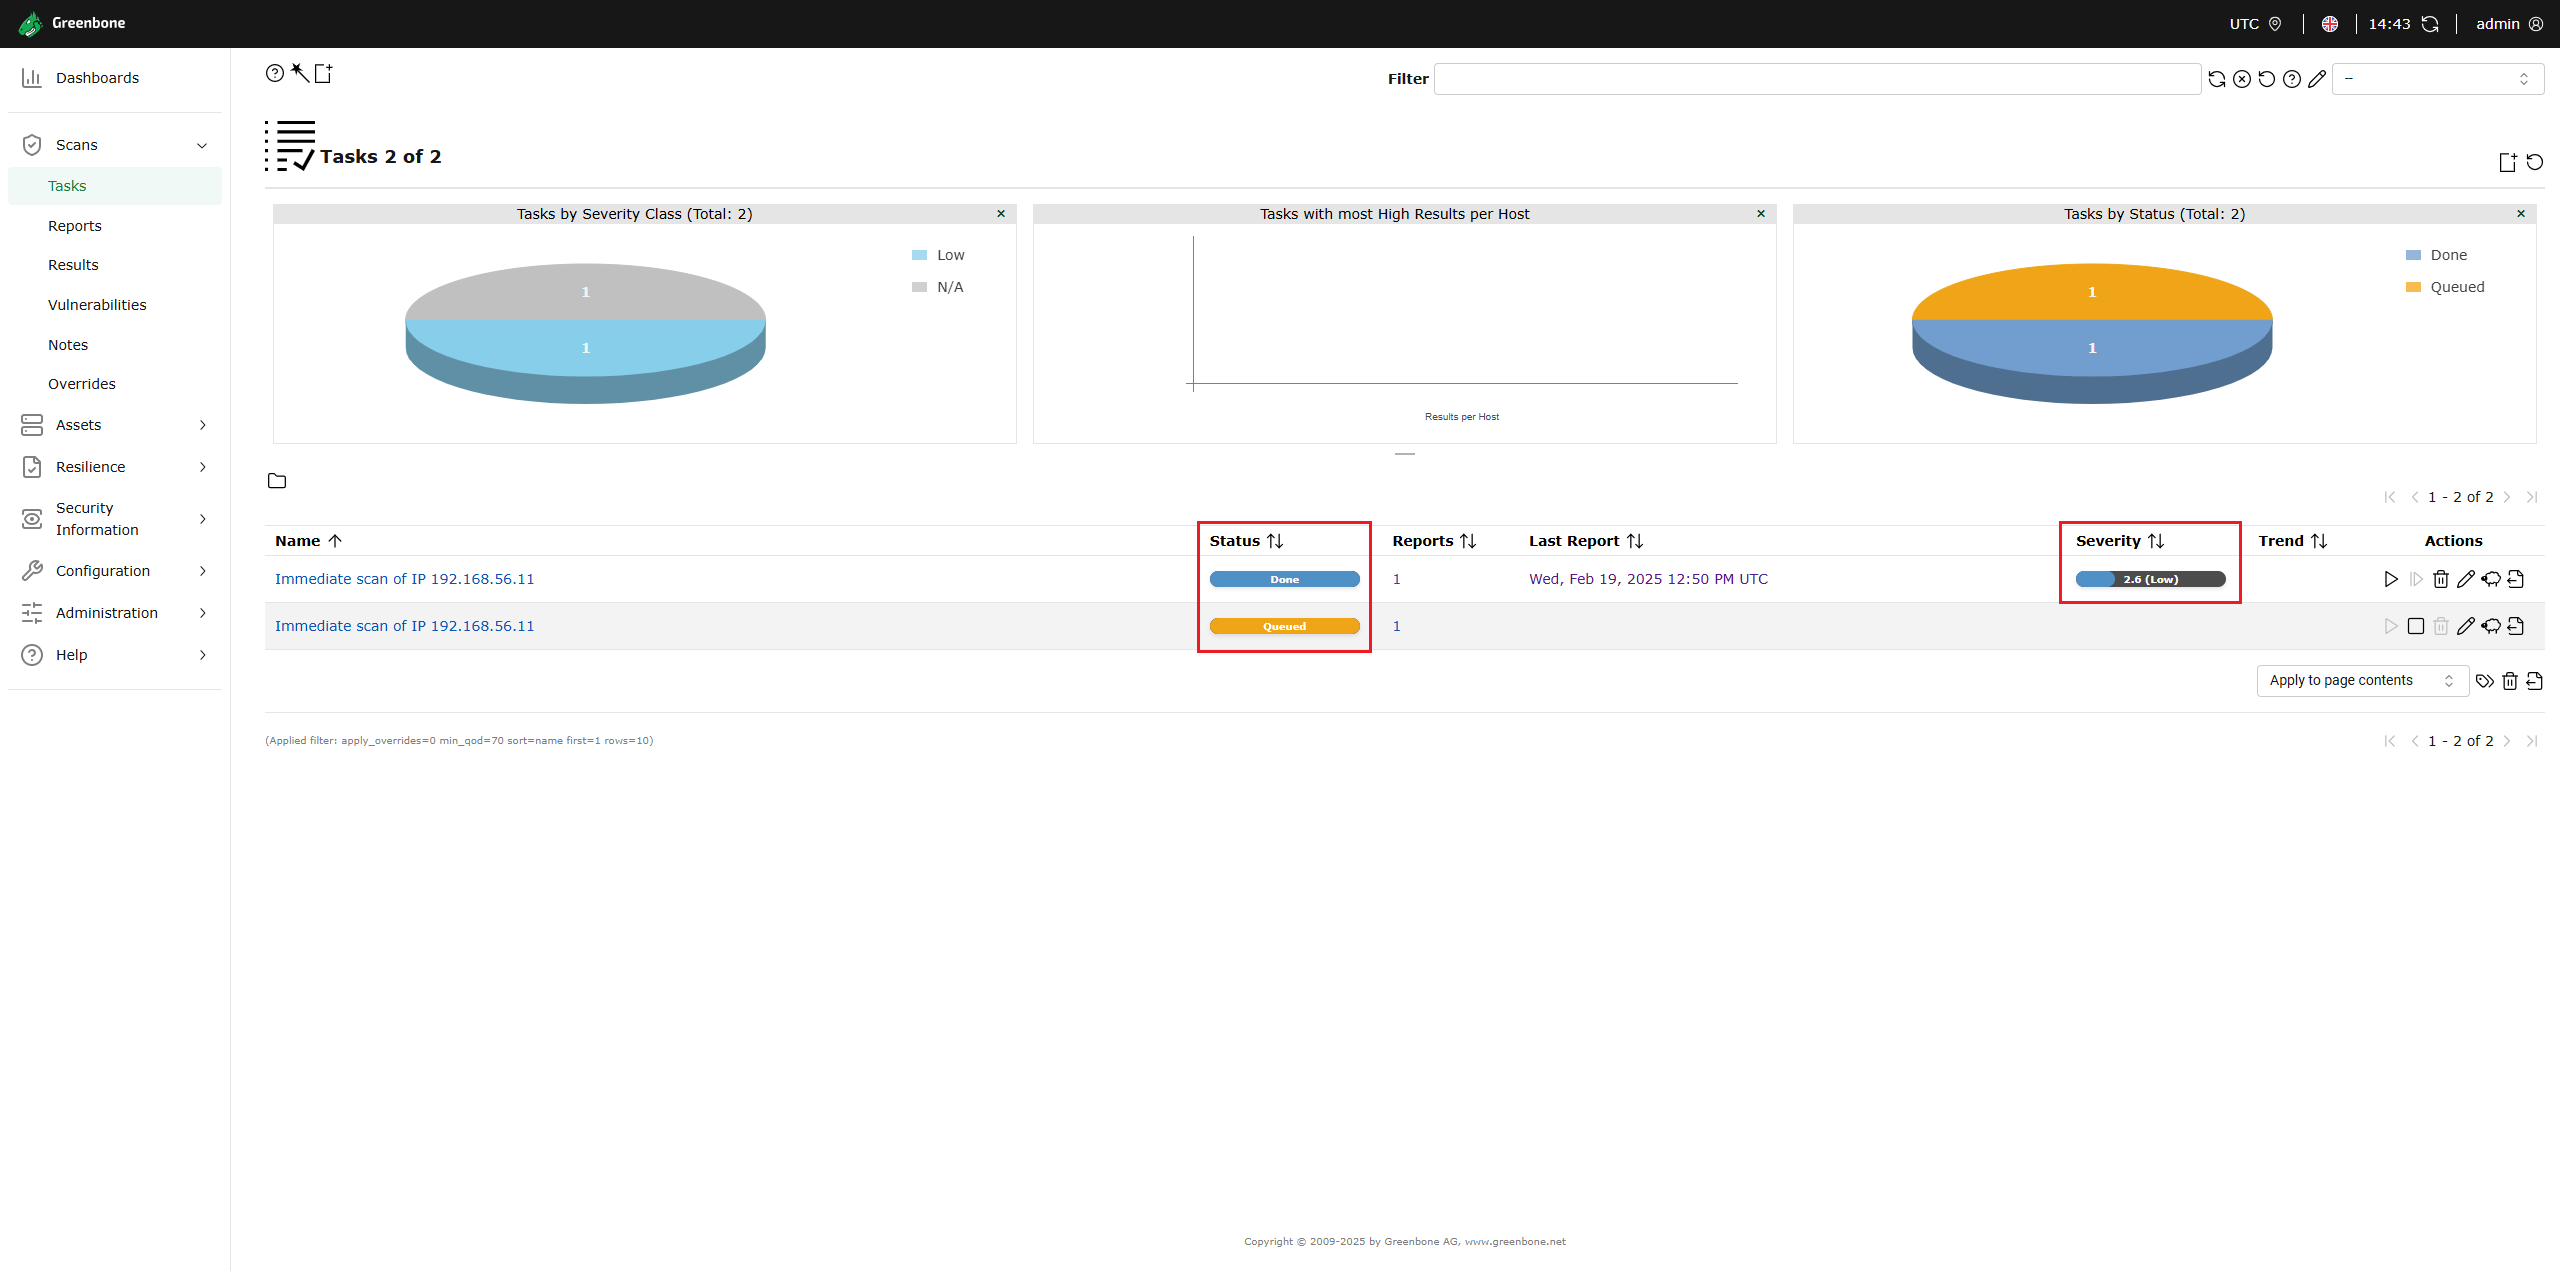 Greenbone
UTC
14:43
admin
Dashboards
Scans
Tasks
Reports
Results
Vulnerabilities
Notes
Overrides
Assets
Resilience
Security
Information
Configuration
Administration
Help
Filter
--
Tasks 2 of 2
Tasks by Severity Class (Total: 2)
Low
N/A
1
1
Tasks with most High Results per Host
Results per Host
Tasks by Status (Total: 2)
Done
Queued
1
1
1 - 2 of 2
Name Status Reports Last Report Severity Trend Actions
Immediate scan of IP 192.168.56.11 Done 1 Wed, Feb 19, 2025 12:50 PM UTC 2.6 (Low)
Immediate scan of IP 192.168.56.11 Queued 1
Apply to page contents
(Applied filter: apply_overrides=0 min_qod=70 sort=name first=1 rows=10)
1 - 2 of 2
Copyright © 2009-2025 by Greenbone AG, www.greenbone.net